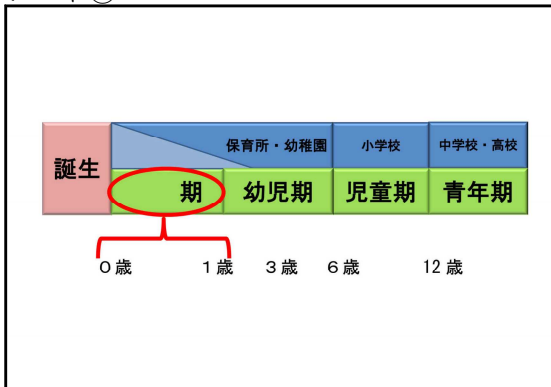 誕生
保育所・幼稚園 小学校 中学校・高校
期 幼児期 児童期 青年期
0歳 1歳 3歳 6歳 12歳